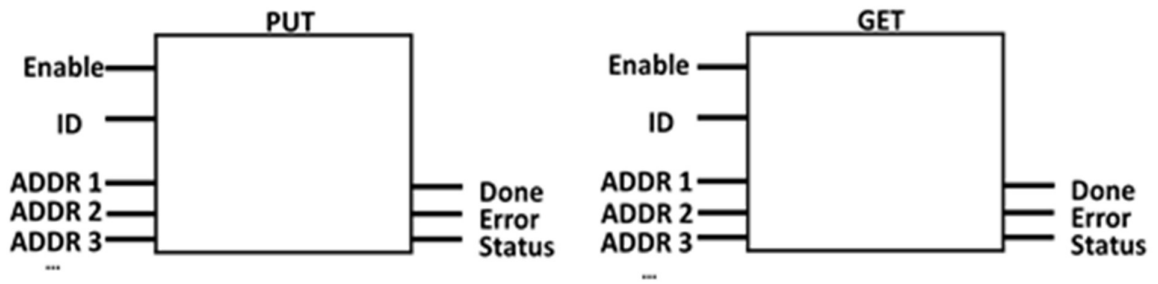 PUT
Enable
ID
ADDR 1
ADDR 2
ADDR 3
...
Done
Error
Status
GET
Enable
ID
ADDR 1
ADDR 2
ADDR 3
...
Done
Error
Status